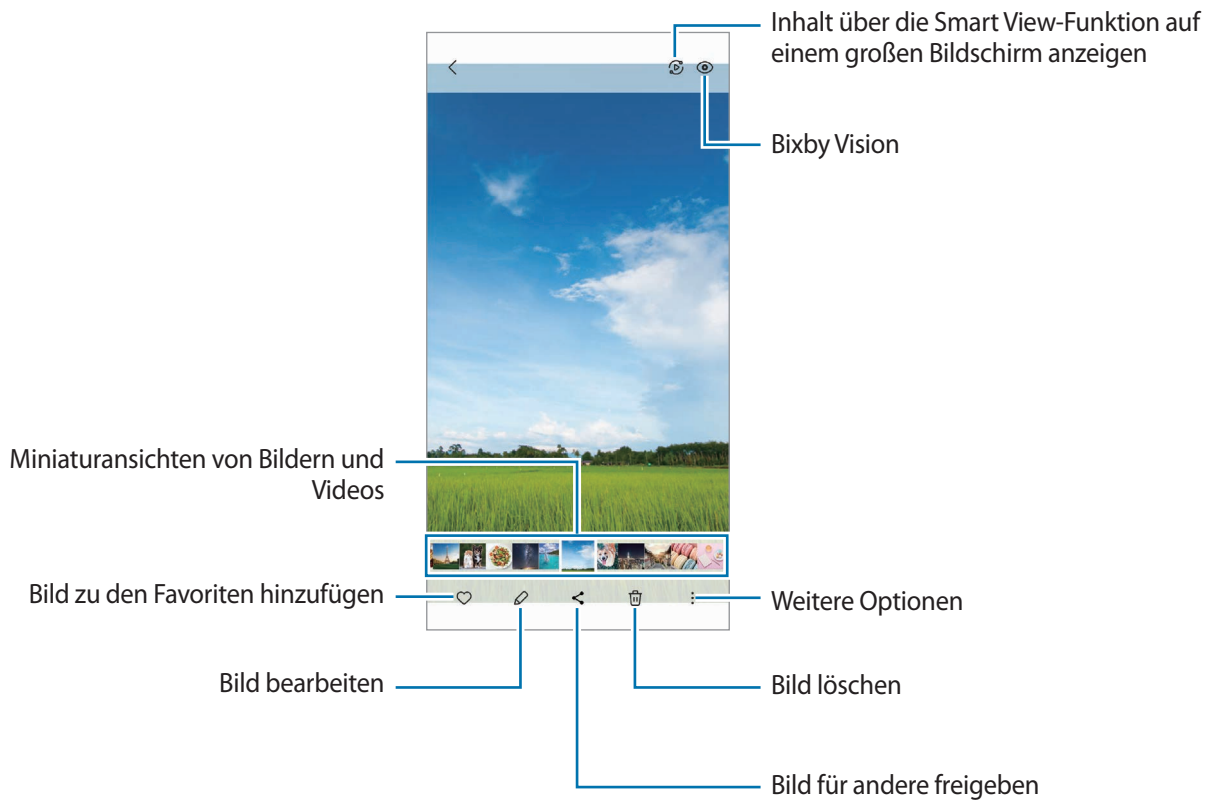 Inhalt über die Smart View-Funktion auf
einem großen Bildschirm anzeigen
Bixby Vision
Miniaturansichten von Bildern und
Videos
Bild zu den Favoriten hinzufügen
Weitere Optionen
Bild bearbeiten
Bild löschen
Bild für andere freigeben